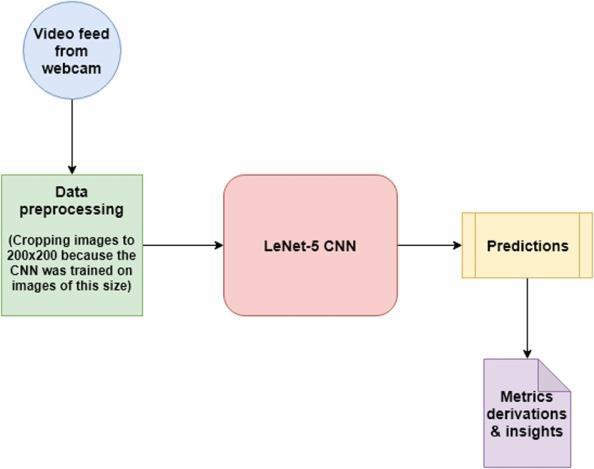 Video feed
from
webcam
Data
preprocessing
(Cropping images to
200x200 because the
CNN was trained on
images of this size)
LeNet-5 CNN
Predictions
Metrics
derivations
& insights